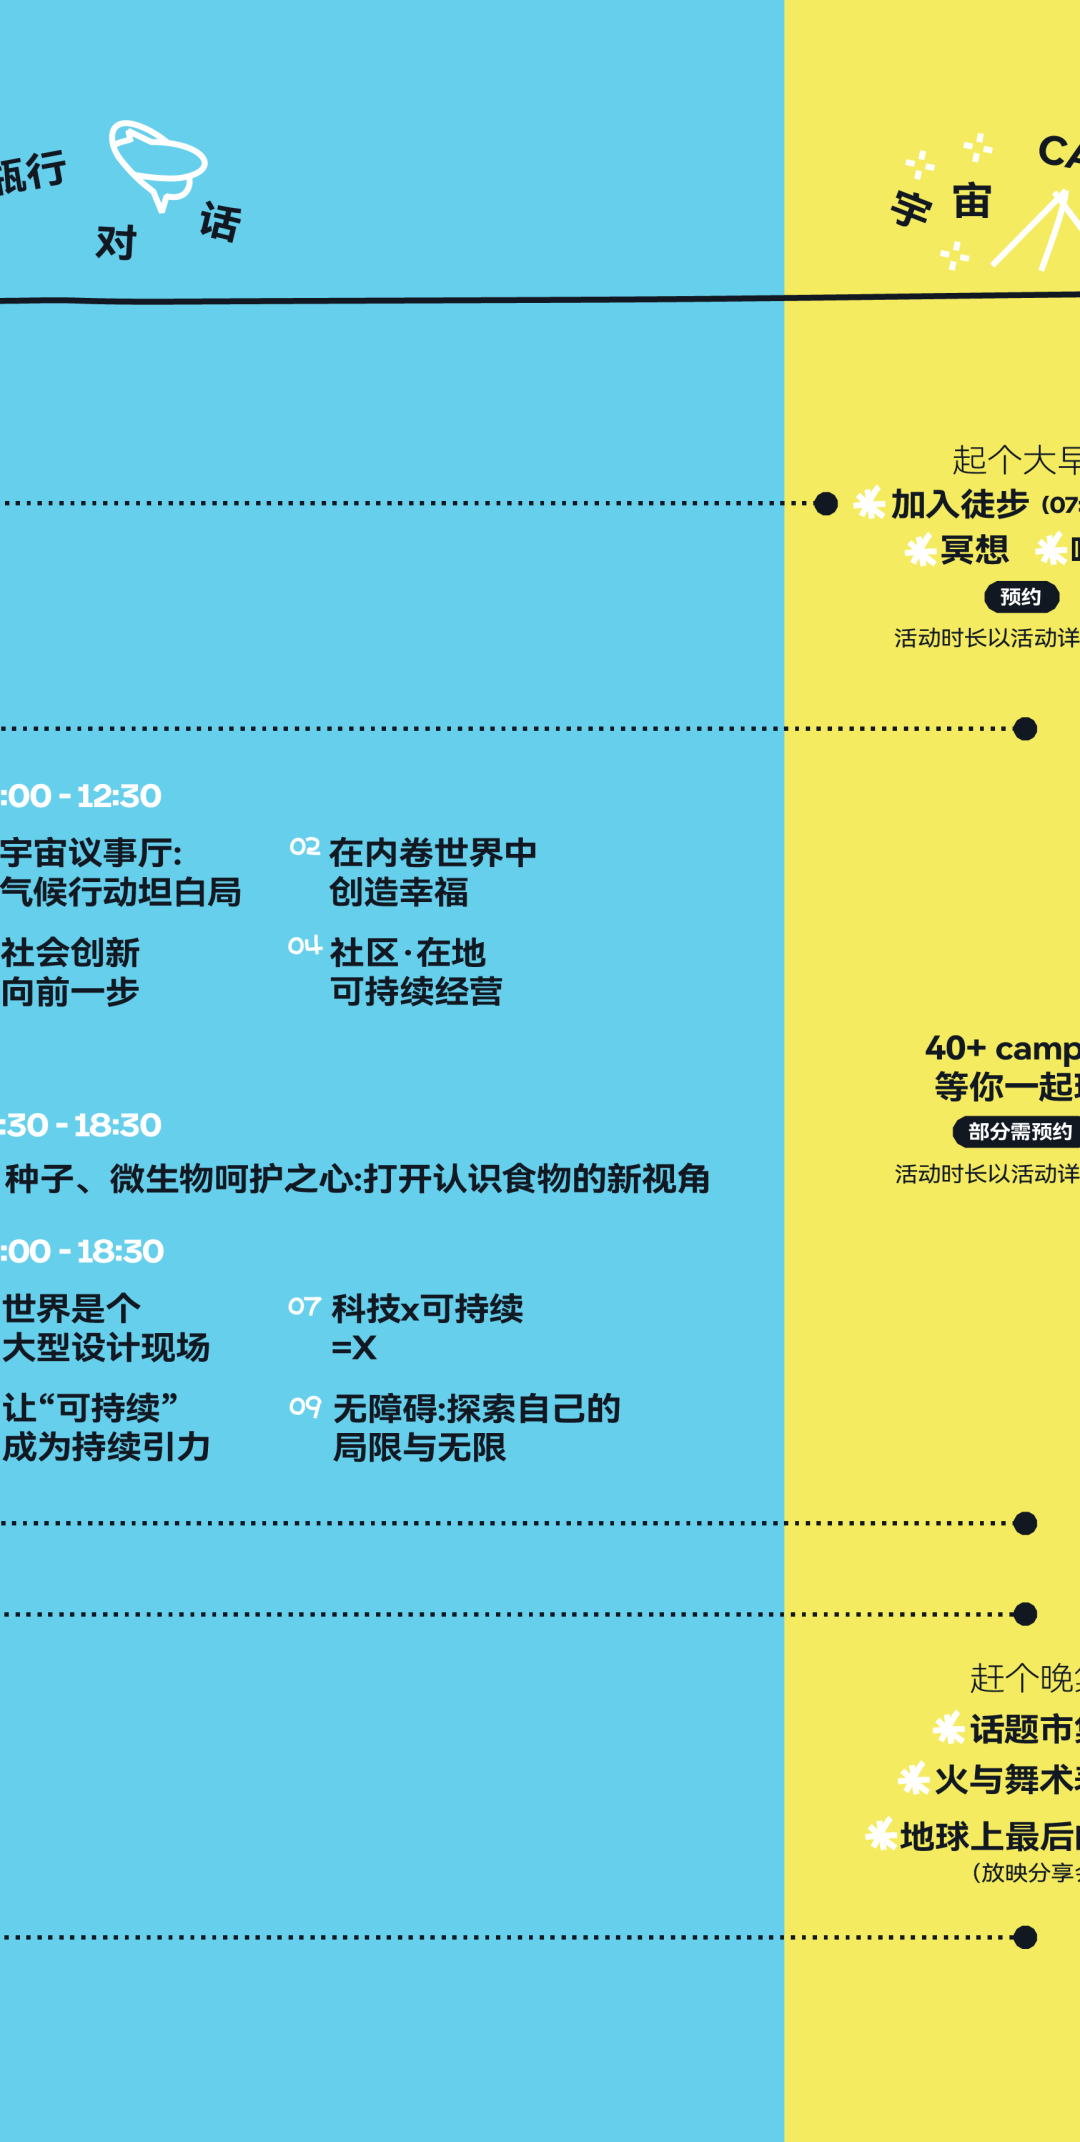 瓶行
对话
宇宙
CA
起个大早
加入徒步 (07:
冥想
预约
活动时长以活动详
:00 - 12:30
宇宙议事厅:
气候行动坦白局
02 在内卷世界中
创造幸福
社会创新
向前一步
04 社区·在地
可持续经营
40+ camp
等你一起玩
部分需预约
活动时长以活动详
:30 - 18:30
种子、微生物呵护之心:打开认识食物的新视角
:00 - 18:30
世界是个
大型设计现场
07 科技x可持续
=X
让“可持续”
成为持续引力
09 无障碍:探索自己的
局限与无限
赶个晚集
话题市集
火与舞术
地球上最后
(放映分享会